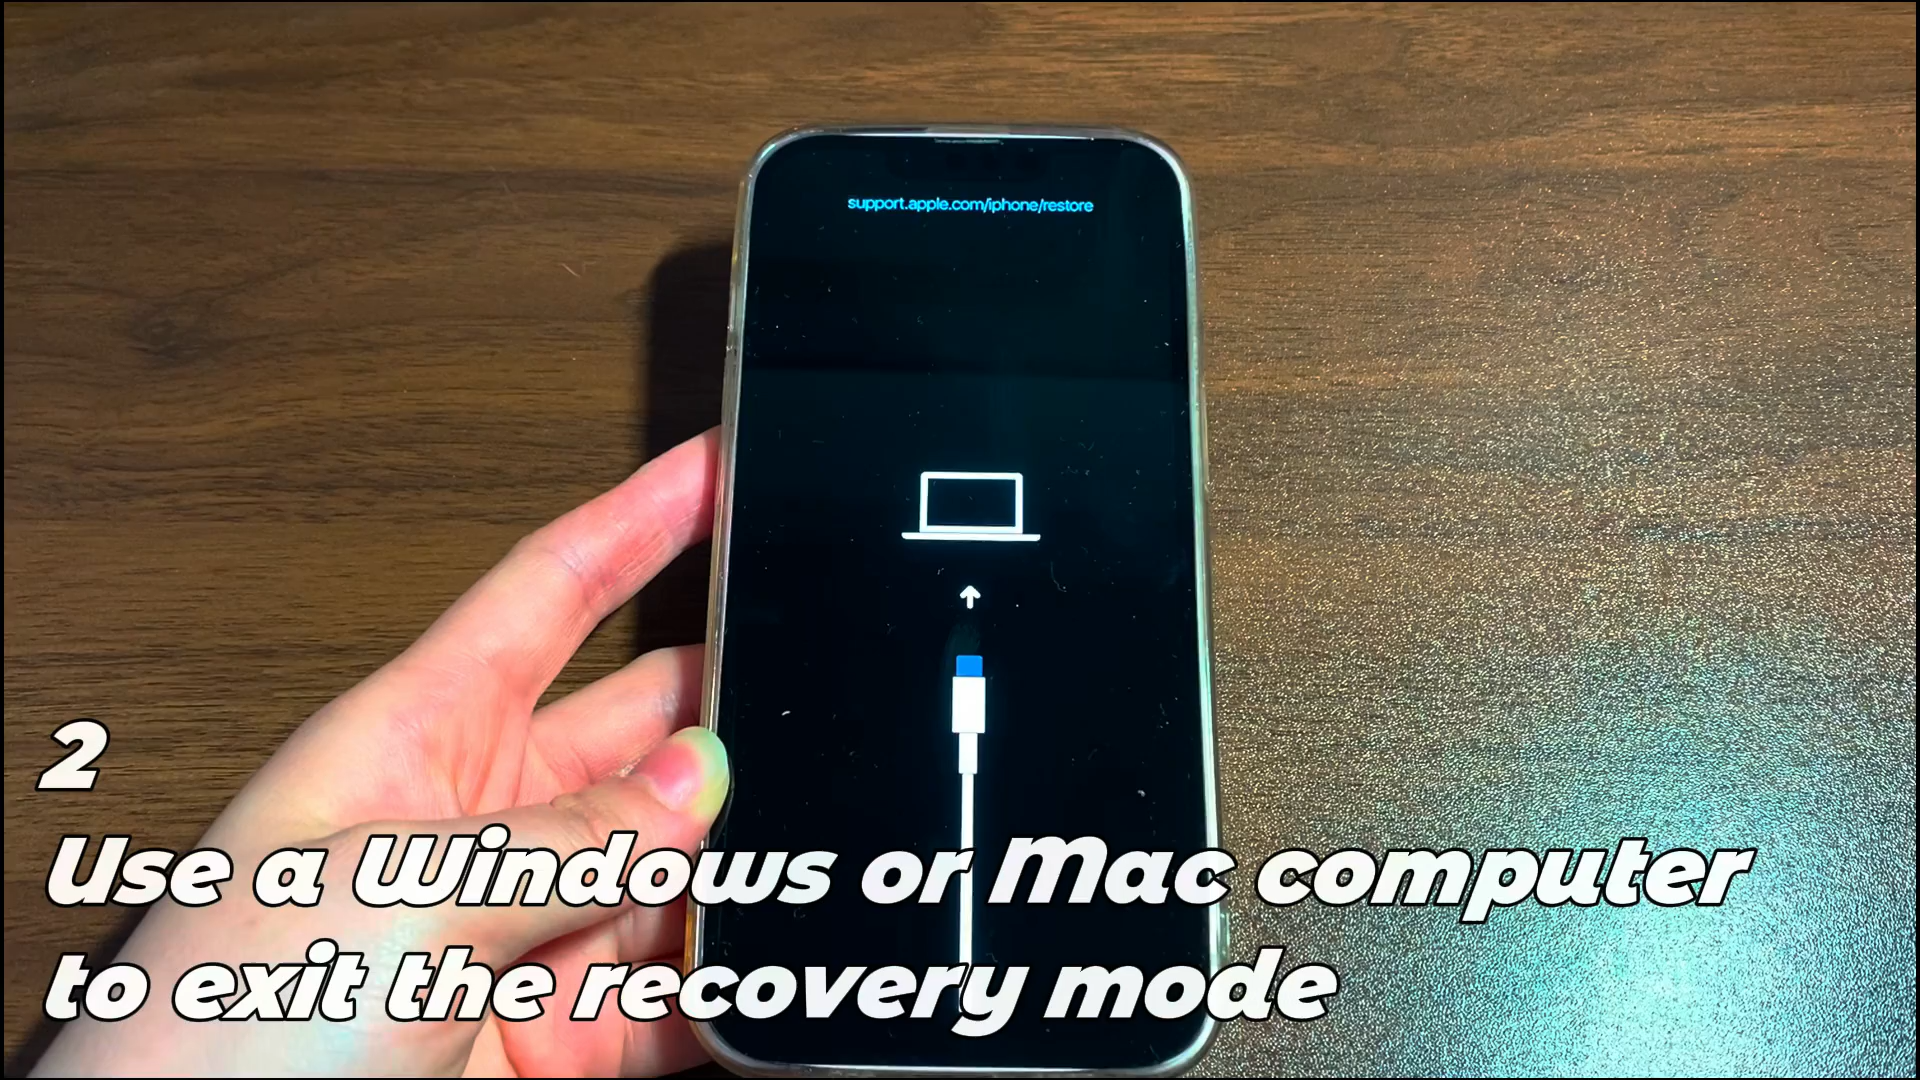 support.apple.com/iphone/restore
2
Use a Windows or Mac computer
to exit the recovery mode